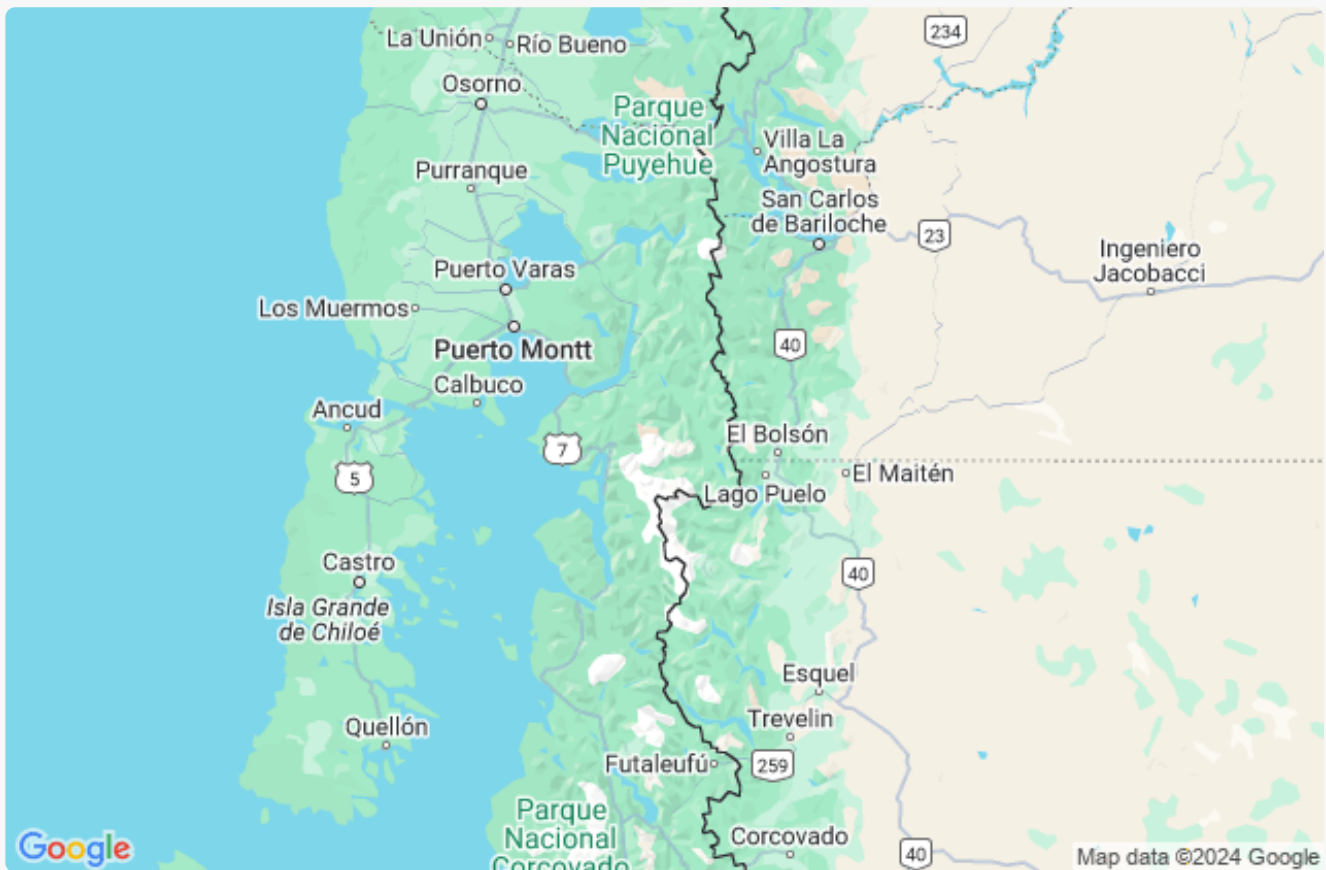 La Unión
Río Bueno
234
Osorno
Parque
Nacional
Puyehue
Villa La
Angostura
Purranque
San Carlos
de Bariloche
23
Ingeniero
Jacobacci
Puerto Varas
Los Muermos
Puerto Montt
40
Calbuco
Ancud
El Bolsón
7
5
El Maitén
Lago Puelo
Castro
40
Isla Grande
de Chiloé
Esquel
Trevelin
Quellón
Futaleufú
259
Parque
Nacional
Corcovado
Corcovado
40
Google
Map data ©2024 Google